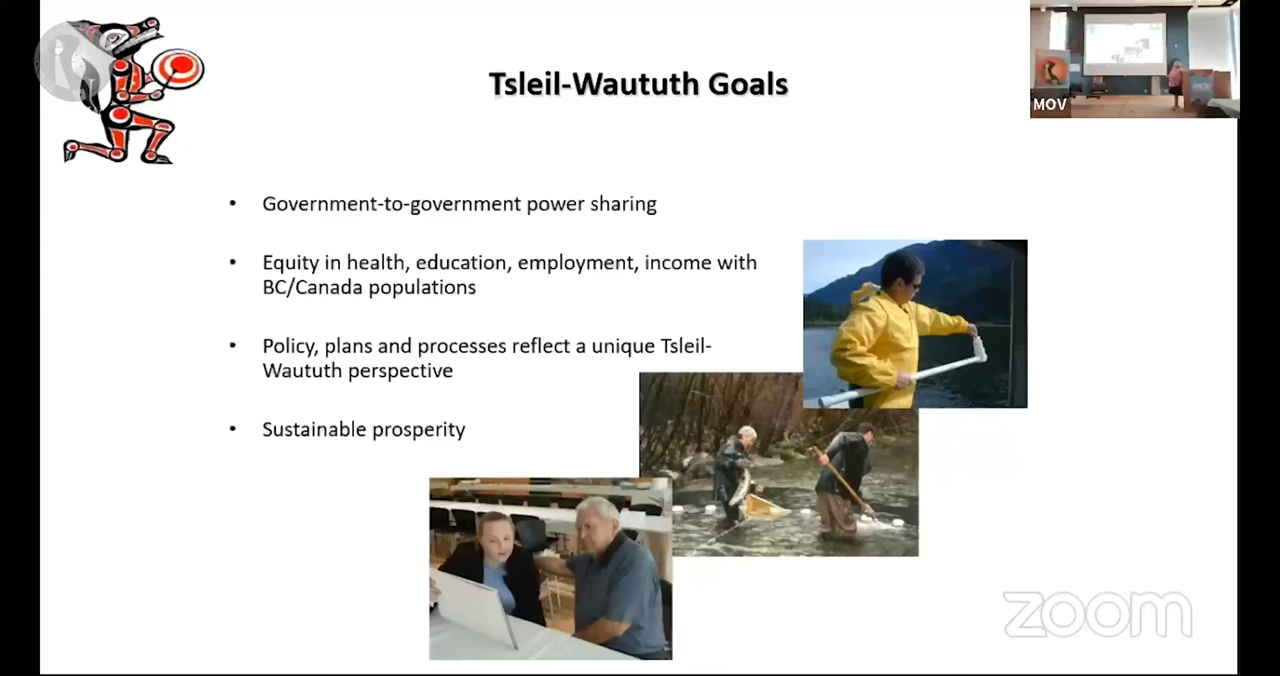 Tsleil-Waututh Goals
MOV
• Government-to-government power sharing
• Equity in health, education, employment, income with
BC/Canada populations
• Policy, plans and processes reflect a unique Tsleil-
Waututh perspective
• Sustainable prosperity
zoom